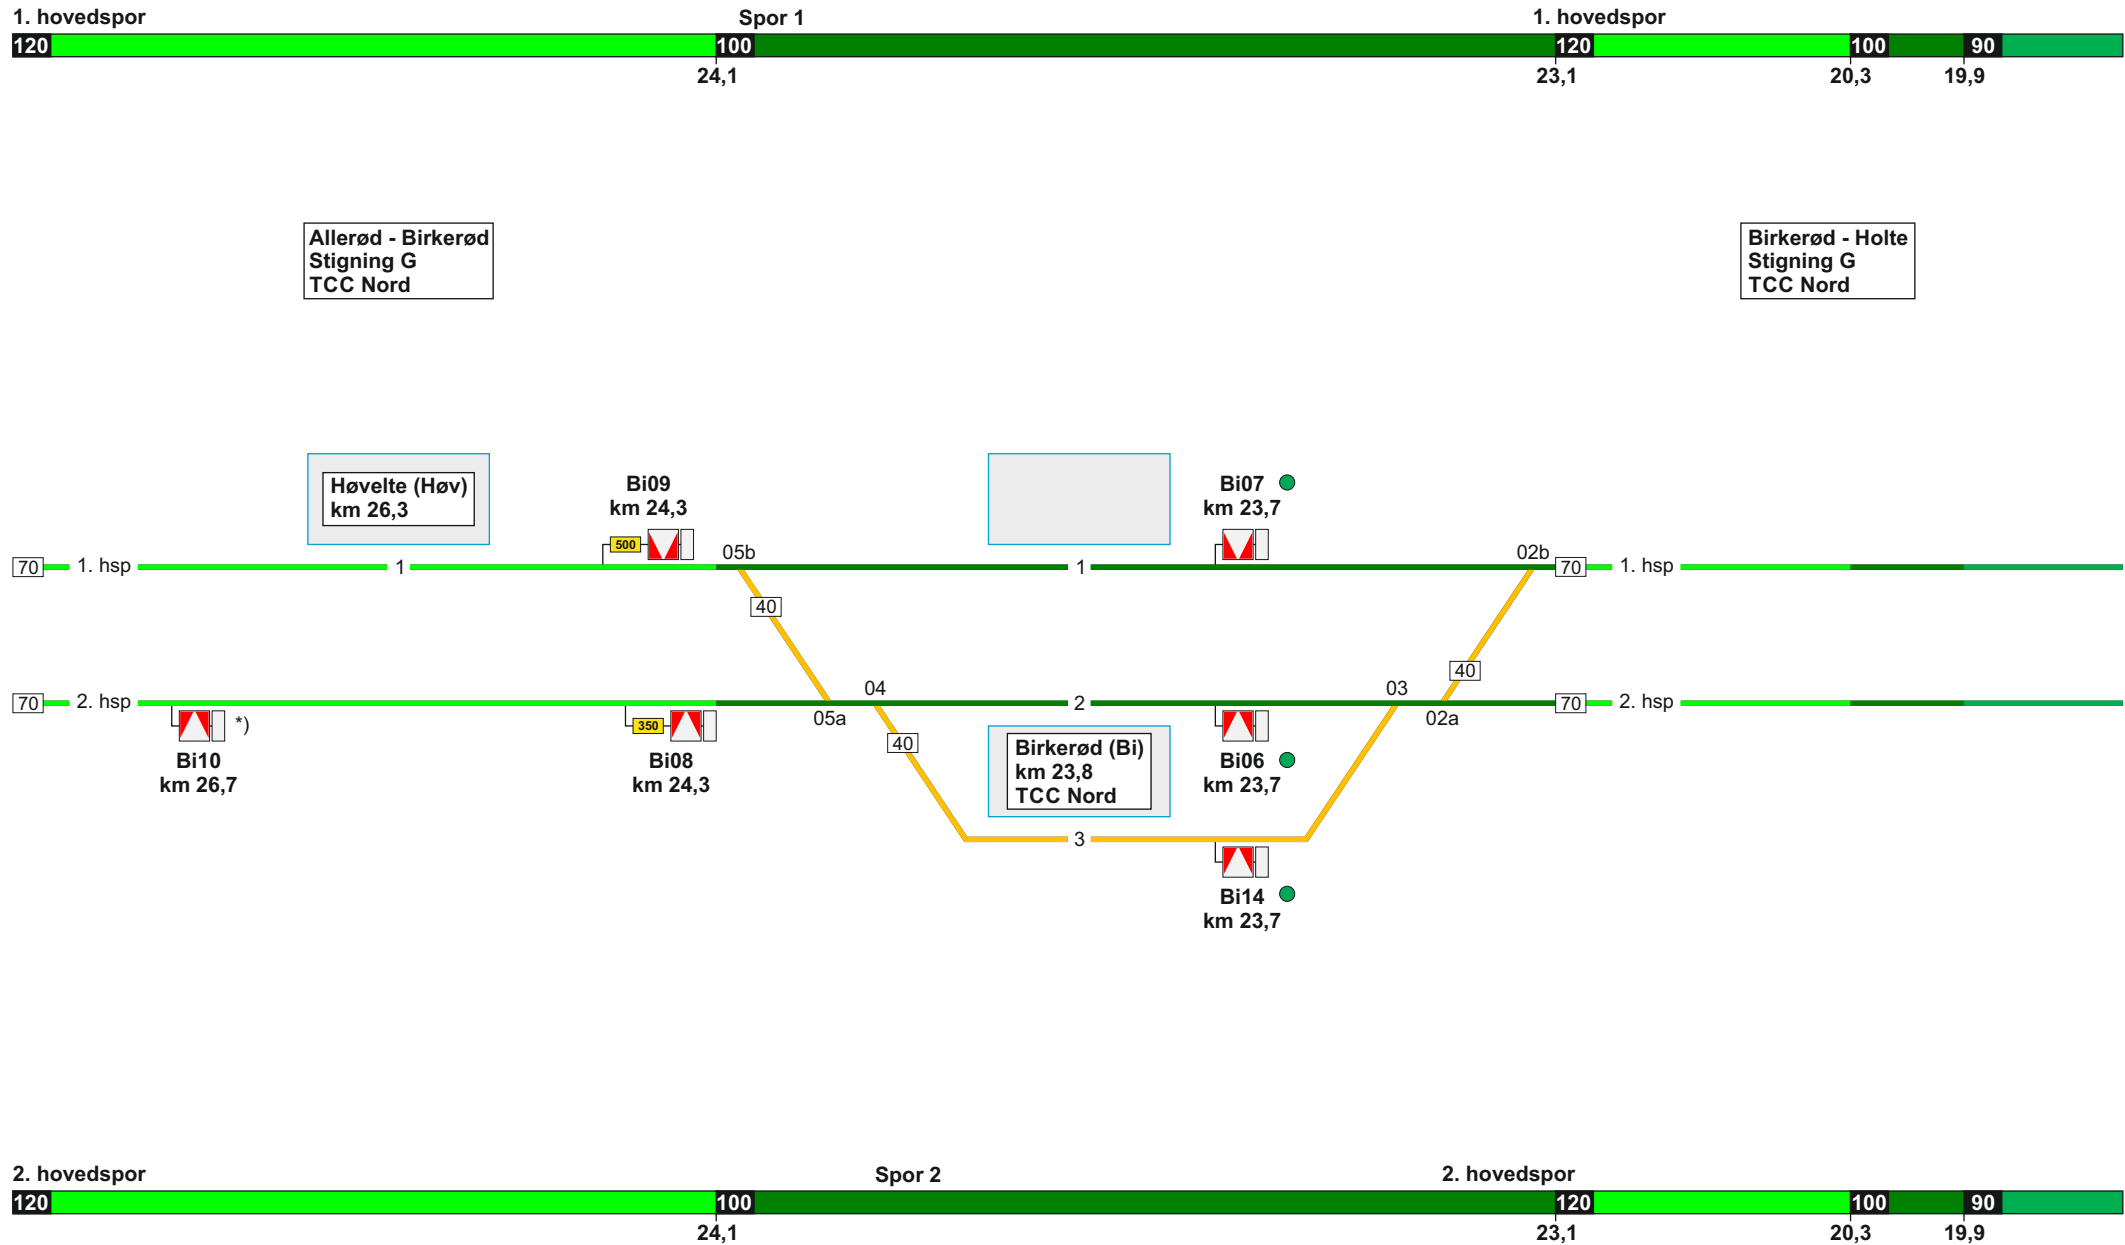 1. hovedspor Spor 1 1. hovedspor
120 100 120 100 90
24,1 23,1 20,3 19,9
Allerød - Birkerød
Stigning G
TCC Nord
Birkerød - Holte
Stigning G
TCC Nord
Høvelte (Høv)
km 26,3
Bi09
km 24,3
500
Bi07
km 23,7
05b 02b
70 1. hsp 1 1 70 1. hsp
40
40
04 03
70 2. hsp 2 70 2. hsp
05a 02a
*)
Bi10
km 26,7
350
Bi08
km 24,3
40
Birkerød (Bi)
km 23,8
TCC Nord
Bi06
km 23,7
3
Bi14
km 23,7
2. hovedspor Spor 2 2. hovedspor
120 100 120 100 90
24,1 23,1 20,3 19,9